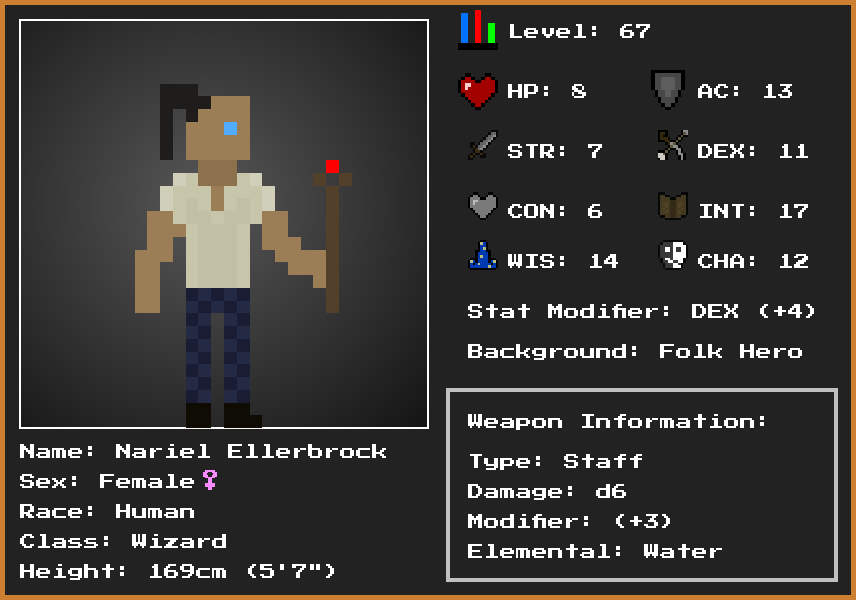 Level: 67
HP: 8 AC: 13
STR: 7 DEX: 11
CON: 6 INT: 17
WIS: 14 CHA: 12
Stat Modifier: DEX (+4)
Background: Folk Hero
Weapon Information:
Type: Staff
Damage: d6
Modifier: (+3)
Elemental: Water
Name: Nariel Ellerbrock
Sex: Female♀
Race: Human
Class: Wizard
Height: 169cm (5'7")